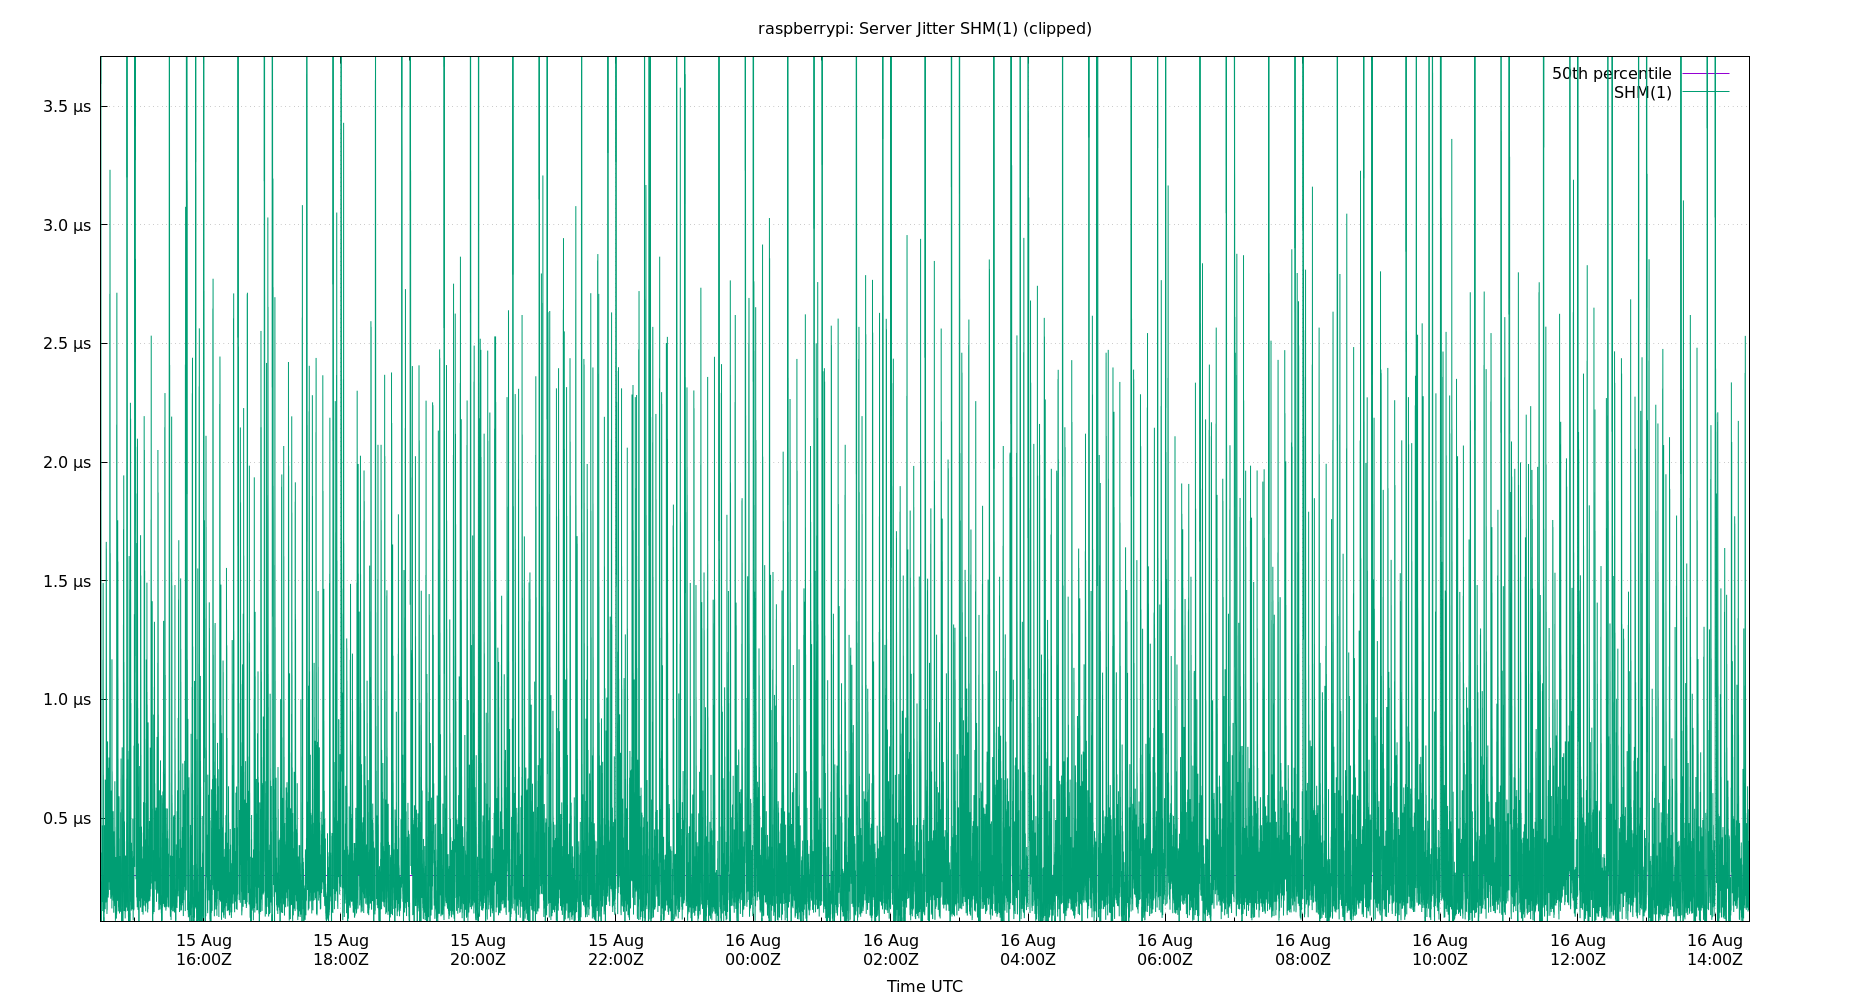 raspberrypi: Server Jitter SHM(1) (clipped)
50th percentile
SHM(1)
3.5 μs
3.0 μs
2.5 μs
2.0 μs
1.5 μs
1.0 μs
0.5 μs
15 Aug 15 Aug 15 Aug 15 Aug 16 Aug 16 Aug 16 Aug 16 Aug 16 Aug 16 Aug 16 Aug 16 Aug
16:00Z 18:00Z 20:00Z 22:00Z 00:00Z 02:00Z 04:00Z 06:00Z 08:00Z 10:00Z 12:00Z 14:00Z
Time UTC